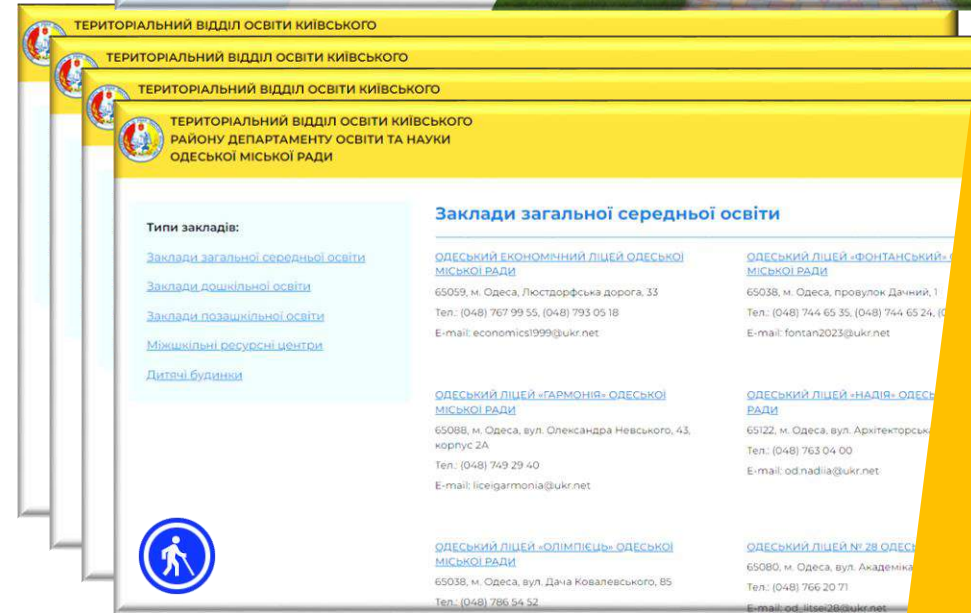 ТЕРИТОРІАЛЬНИЙ ВІДДІЛ ОСВІТИ КИЇВСЬКОГО
ТЕРИТОРІАЛЬНИЙ ВІДДІЛ ОСВІТИ КИЇВСЬКОГО
ТЕРИТОРІАЛЬНИЙ ВІДДІЛ ОСВІТИ КИЇВСЬКОГО
ТЕРИТОРІАЛЬНИЙ ВІДДІЛ ОСВІТИ КИЇВСЬКОГО
РАЙОНУ ДЕПАРТАМЕНТУ ОСВІТИ ТА НАУКИ
ОДЕСЬКОЇ МІСЬКОЇ РАДИ
Типи закладів:
Заклади загальної середньої освіти
Заклади дошкільної освіти
Заклади позашкільної освіти
Міжшкільні ресурсні центри
Дитячі будинки
Заклади загальної середньої освіти
ОДЕСЬКИЙ ЕКОНОМІЧНИЙ ЛІЦЕЙ ОДЕСЬКОЇ
МІСЬКОЇ РАДИ
65059, м. Одеса, Люстдорфська дорога, 33
Тел.: (048) 767 99 55, (048) 793 05 18
E-mail: economics1999@ukr.net
ОДЕСЬКИЙ ЛІЦЕЙ «ФОНТАНСЬКИЙ»
МІСЬКОЇ РАДИ
65038, м. Одеса, провулок Дачний, 1
Тел.: (048) 744 65 35, (048) 744 65 24,
E-mail: fontan2023@ukr.net
ОДЕСЬКИЙ ЛІЦЕЙ «ГАРМОНІЯ» ОДЕСЬКОЇ
МІСЬКОЇ РАДИ
65088, м. Одеса, вул. Олександра Невського, 43,
корпус 2А
Тел.: (048) 749 29 40
E-mail: liceigarmonia@ukr.net
ОДЕСЬКИЙ ЛІЦЕЙ «НАДІЯ»
РАДИ
65122, м. Одеса, вул.
Тел.: (048) 763 04 00
E-mail: od.nadiia@ukr.net
ОДЕСЬКИЙ ЛІЦЕЙ «ОЛІМПІЄЦЬ» ОДЕСЬКОЇ
МІСЬКОЇ РАДИ
65038, м. Одеса, вул. Дача Ковалевського, 85
Тел.: (048) 786 54 52
ОДЕСЬКИЙ ЛІЦЕЙ № 28
65080, м. Одеса, вул. Академіка
Тел.: (048) 766 20 71
E-mail: od_litsei28@ukr.net